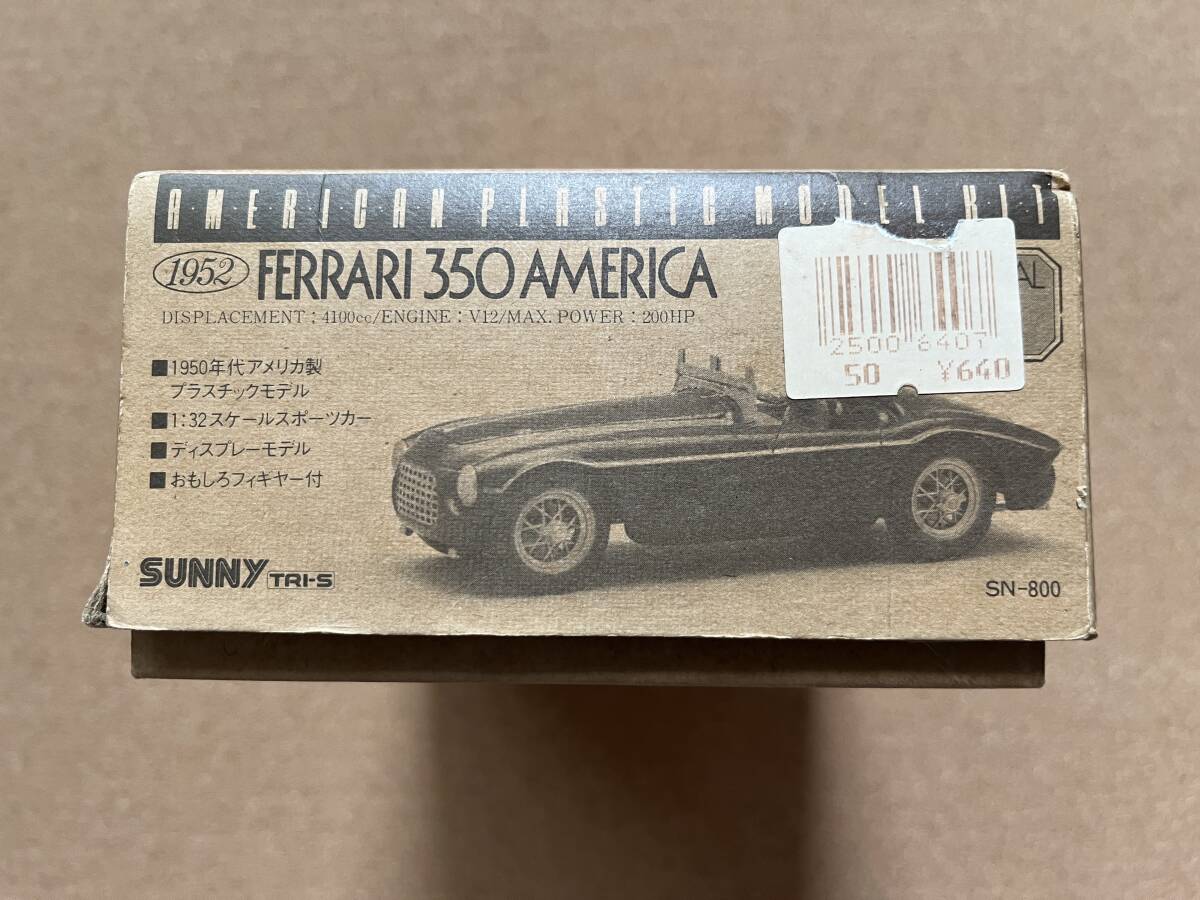 AMERICAN PLASTIC MODEL KIT
1952 FERRARI 350 AMERICA
DISPLACEMENT : 4100cc/ENGINE : V12/MAX. POWER : 200HP
■1950年代アメリカ製
プラスチックモデル
■1:32スケールスポーツカー
■ディスプレーモデル
■おもしろフィギヤー付
2500 6407
50 ¥640
SUNNY TRI-S
SN-800